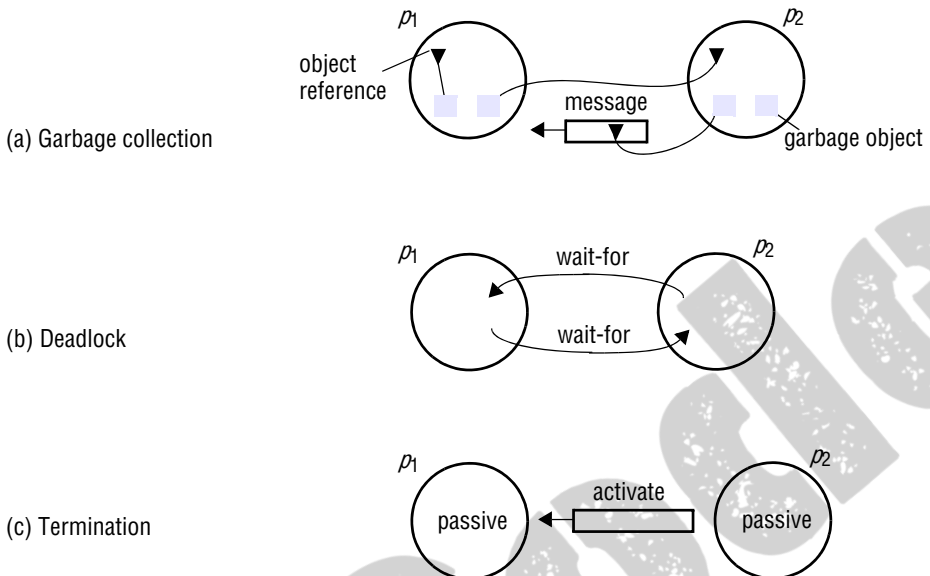 p1
p2
object
reference
message
garbage object
(a) Garbage collection
p1
p2
wait-for
wait-for
(b) Deadlock
p1
p2
activate
passive
passive
(c) Termination